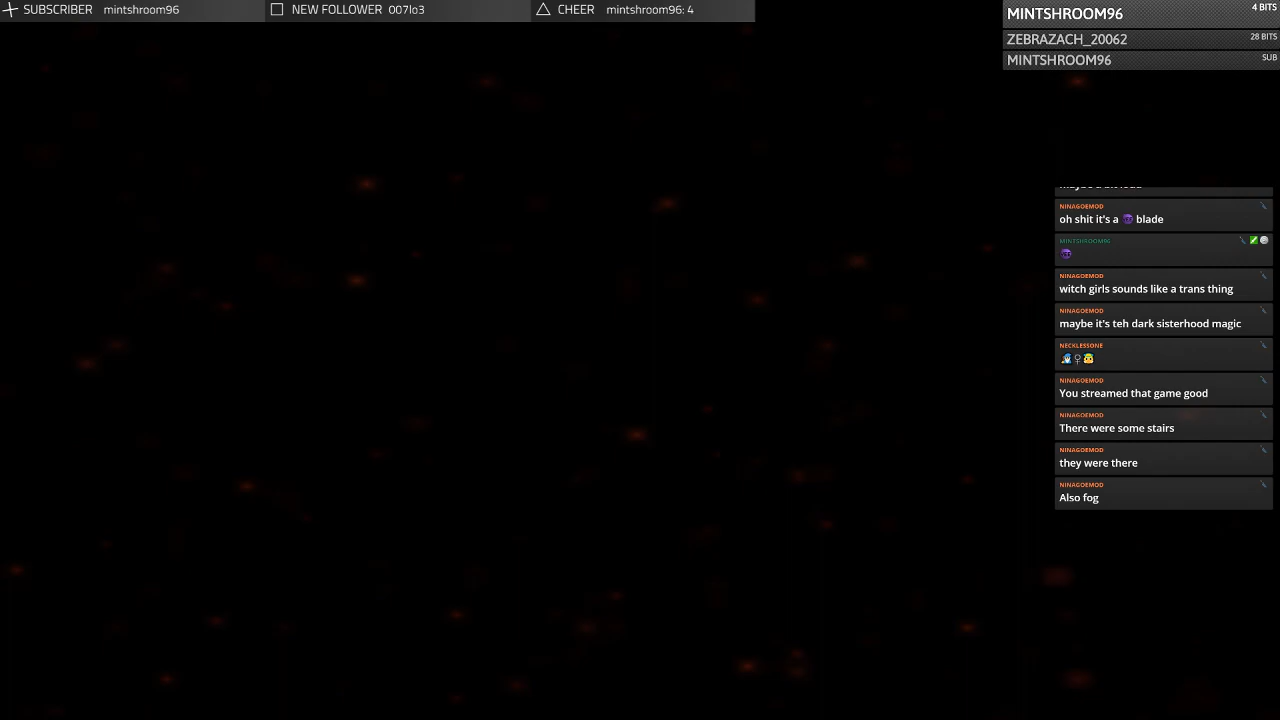 SUBSCRIBER mintshroom96
NEW FOLLOWER 007lo3
CHEER mintshroom96: 4
MINTSHROOM96 4 BITS
ZEBRAZACH_20062 28 BITS
MINTSHROOM96 SUB
NINAGOEMOD
oh shit it's a blade
MINTSHROOM96
NINAGOEMOD
witch girls sounds like a trans thing
NINAGOEMOD
maybe it's teh dark sisterhood magic
NECKLESSONE
NINAGOEMOD
You streamed that game good
NINAGOEMOD
There were some stairs
NINAGOEMOD
they were there
NINAGOEMOD
Also fog